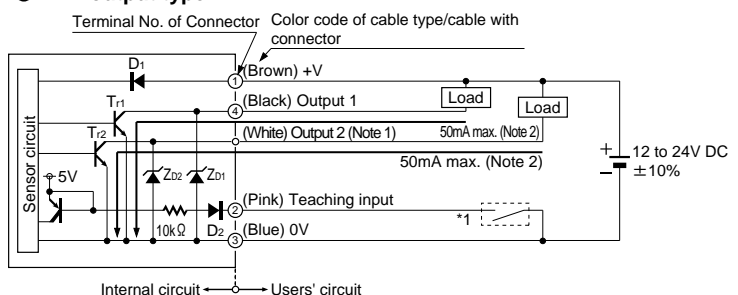 Output type
Terminal No. of Connector
Color code of cable type/cable with
connector
D1
1 (Brown) +V
Tr1
4 (Black) Output 1
Load
Load
Tr2
(White) Output 2 (Note 1)
50mA max. (Note 2)
50mA max. (Note 2)
Sensor circuit
5V
ZD2
ZD1
+
−
12 to 24V DC
±10%
2 (Pink) Teaching input
*1
10kΩ
D2
3 (Blue) 0V
Internal circuit
Users' circuit